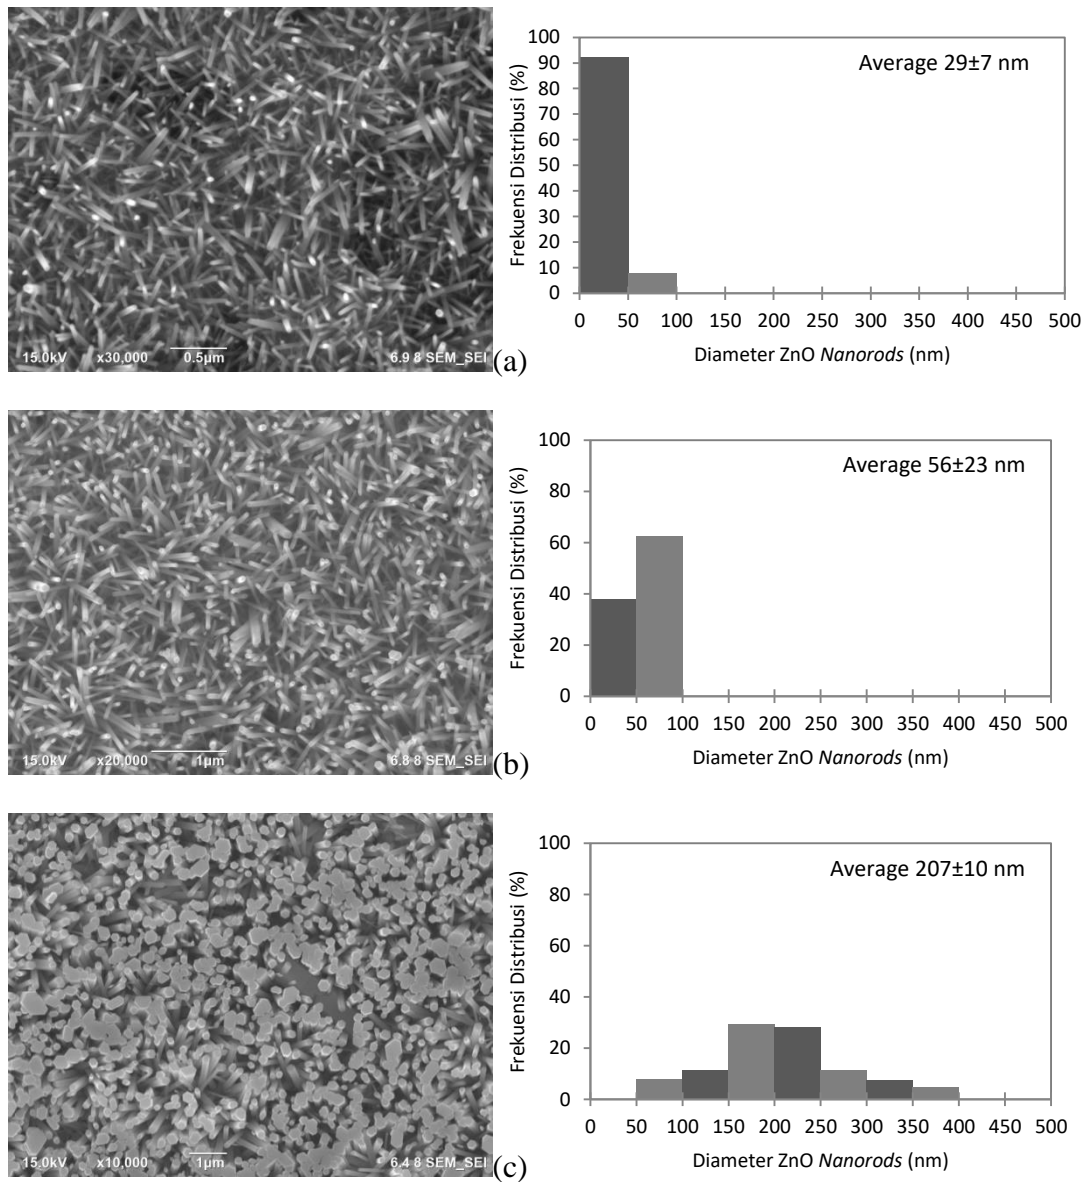 15.0kV x30,000 0.5µm 6.9 8 SEM_SEI
(a)
Frekuensi Distribusi (%)
100
90
80
70
60
50
40
30
20
10
0
Average 29±7 nm
0 50 100 150 200 250 300 350 400 450 500
Diameter ZnO Nanorods (nm)
15.0kV x20,000 1µm 6.8 8 SEM_SEI
(b)
Frekuensi Distribusi (%)
100
80
60
40
20
0
Average 56±23 nm
0 50 100 150 200 250 300 350 400 450 500
Diameter ZnO Nanorods (nm)
15.0kV x10,000 1µm 6.4 8 SEM_SEI
(c)
Frekuensi Distribusi (%)
100
80
60
40
20
0
Average 207±10 nm
0 50 100 150 200 250 300 350 400 450 500
Diameter ZnO Nanorods (nm)